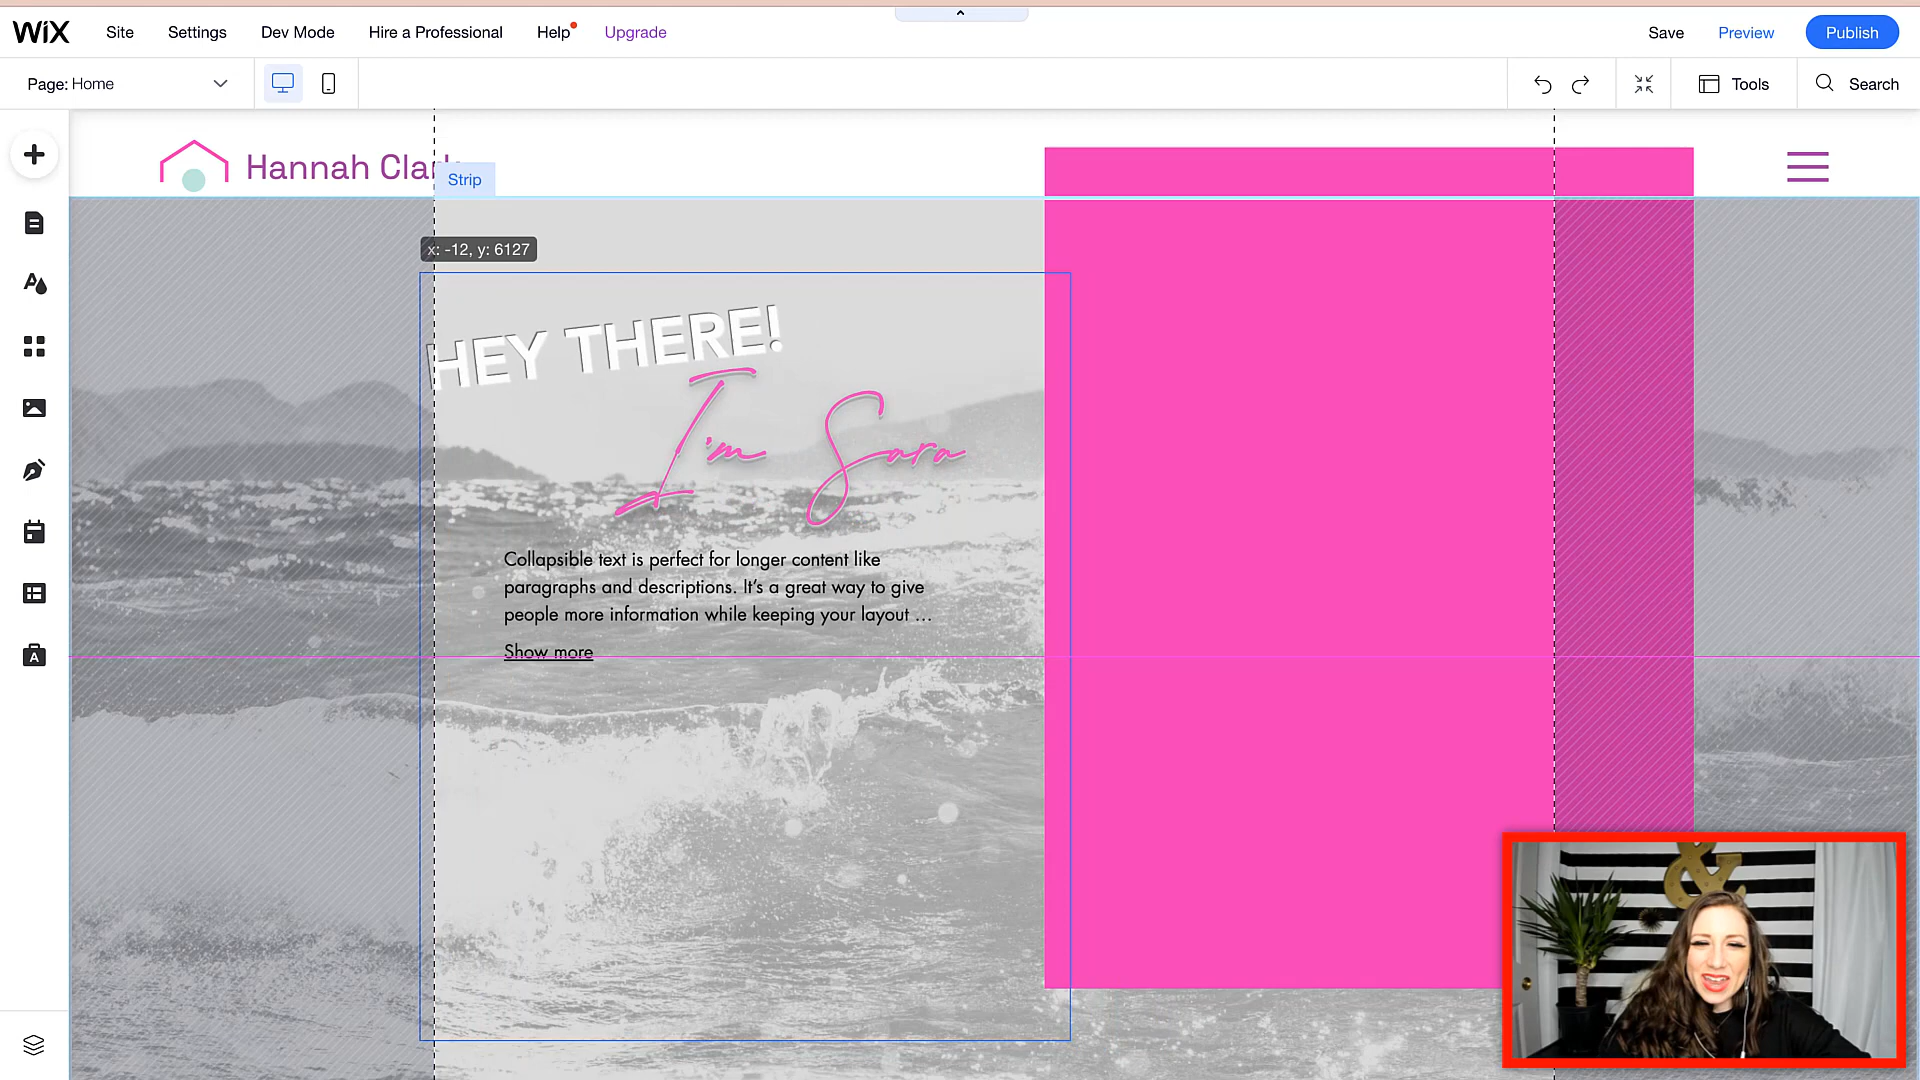 WiX Site Settings Dev Mode Hire a Professional Help Upgrade Save Preview Publish
Page: Home Tools Search
Hannah Clar
Strip
x: -12, y: 6127
HEY THERE!
I'm Sara
Collapsible text is perfect for longer content like
paragraphs and descriptions. It's a great way to give
people more information while keeping your layout ...
Show more